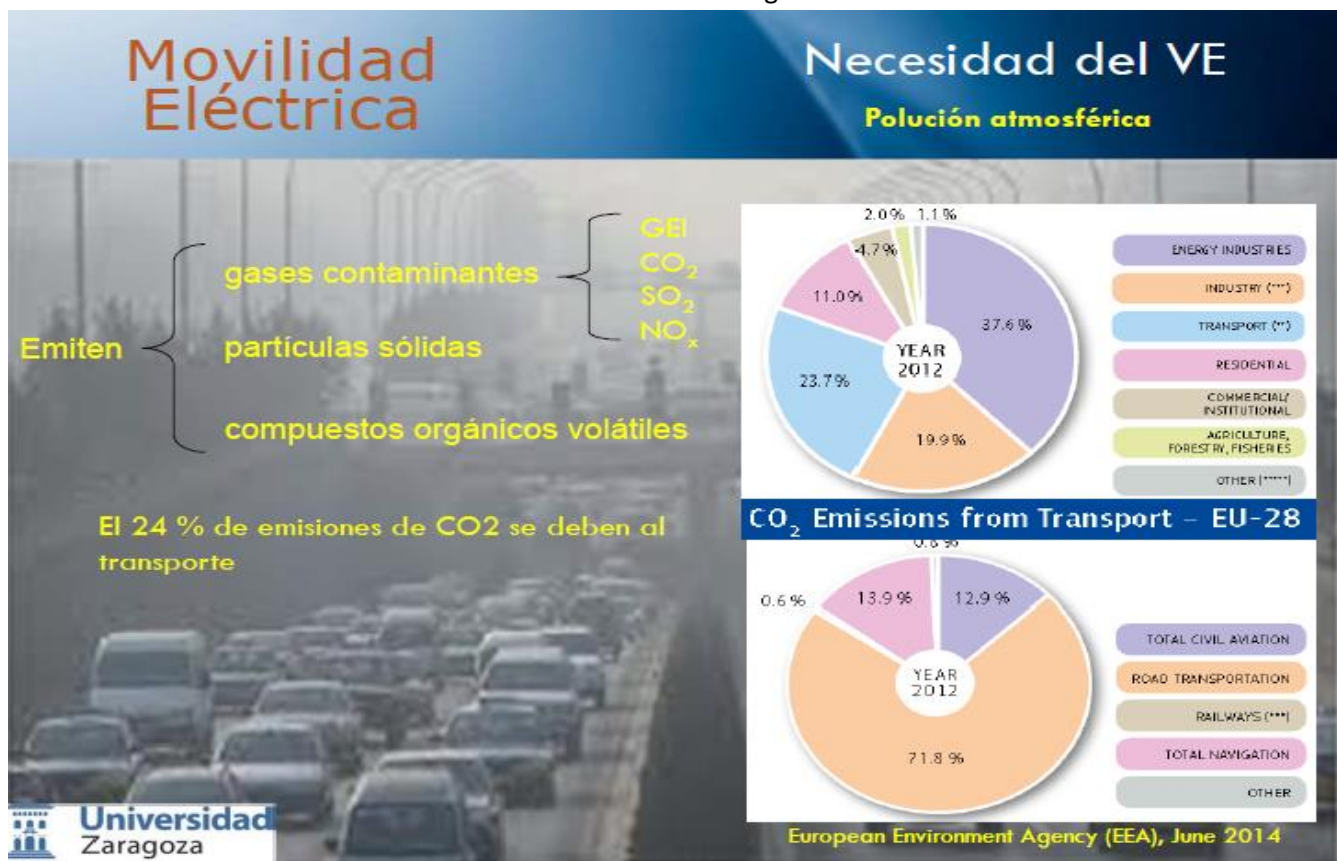 Movilidad
Eléctrica
Necesidad del VE
Polución atmosférica
Emiten
gases contaminantes
GEI
CO₂
SO₂
NOₓ
partículas sólidas
compuestos orgánicos volátiles
El 24 % de emisiones de CO2 se deben al
transporte
2.0 % 1.1 %
4.7 %
11.0 %
37.6 %
YEAR
2012
23.7 %
19.9 %
ENERGY INDUSTRIES
INDUSTRY (***)
TRANSPORT (**)
RESIDENTIAL
COMMERCIAL/
INSTITUTIONAL
AGRICULTURE,
FORESTRY, FISHERIES
OTHER (*****)
CO₂ Emissions from Transport – EU-28
0.6 %
13.9 %
12.9 %
YEAR
2012
71.8 %
TOTAL CIVIL AVIATION
ROAD TRANSPORTATION
RAILWAYS (***)
TOTAL NAVIGATION
OTHER
Universidad
Zaragoza
European Environment Agency (EEA), June 2014